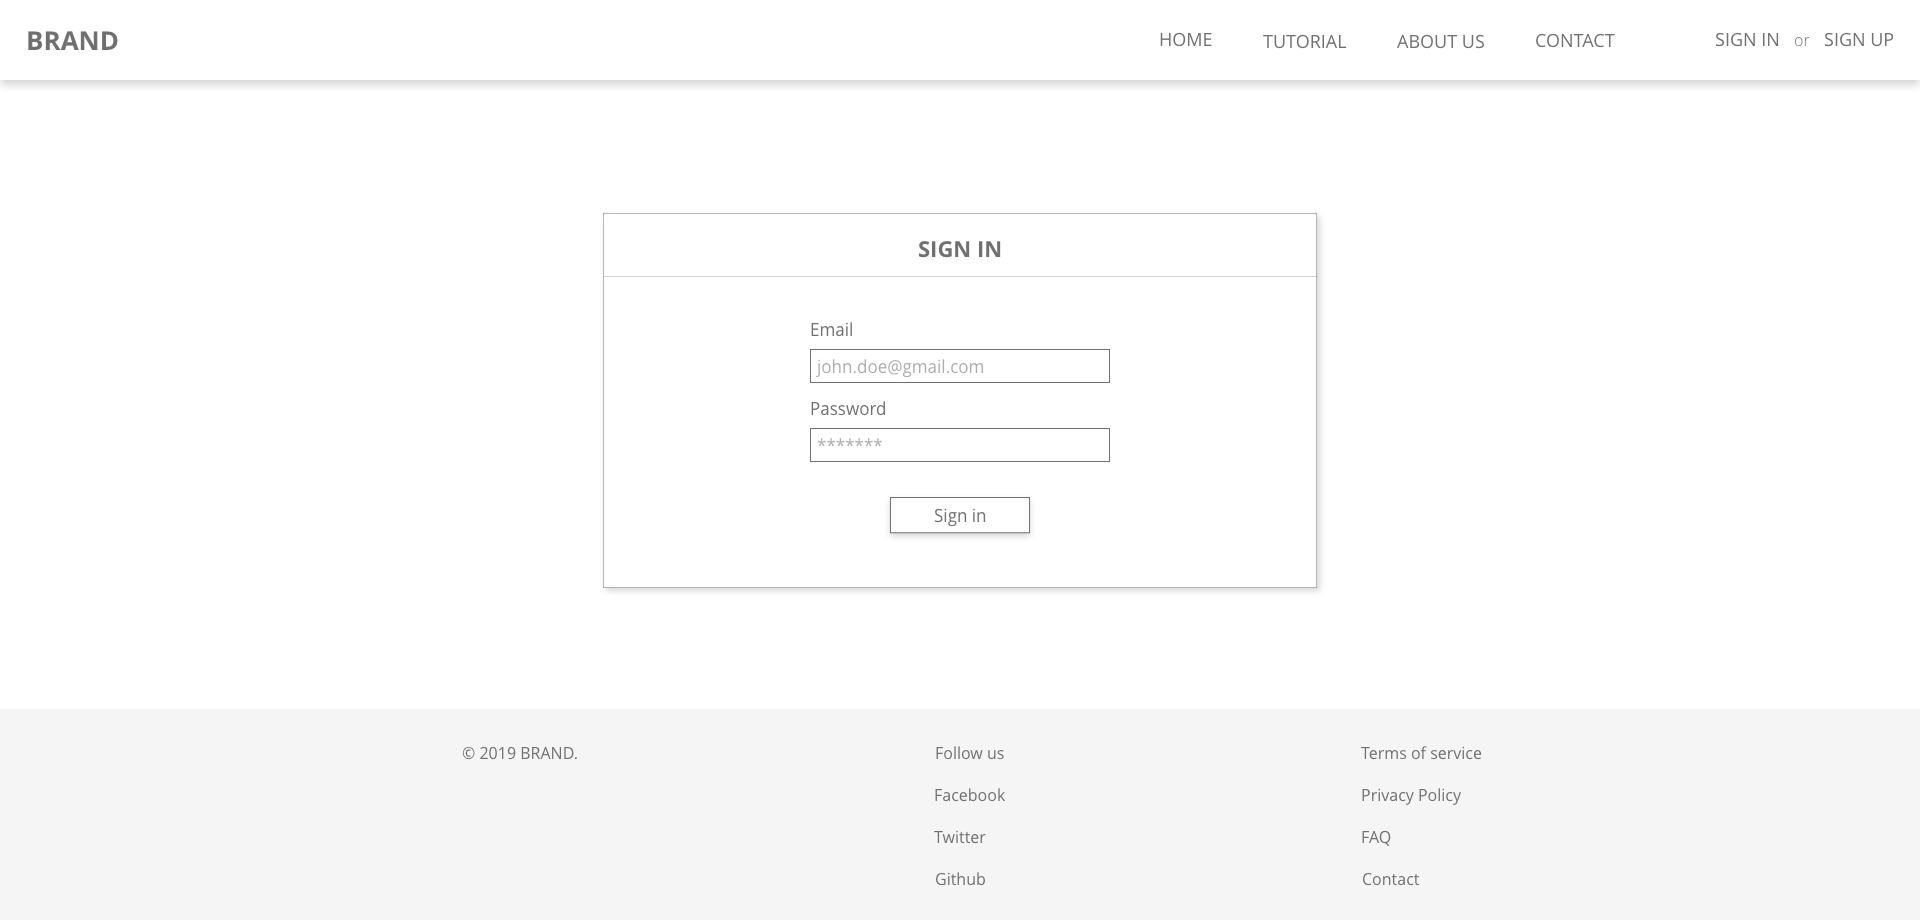 BRAND
HOME TUTORIAL ABOUT US CONTACT SIGN IN or SIGN UP
SIGN IN
Email
john.doe@gmail.com
Password
*******
Sign in
© 2019 BRAND.
Follow us
Facebook
Twitter
Github
Terms of service
Privacy Policy
FAQ
Contact